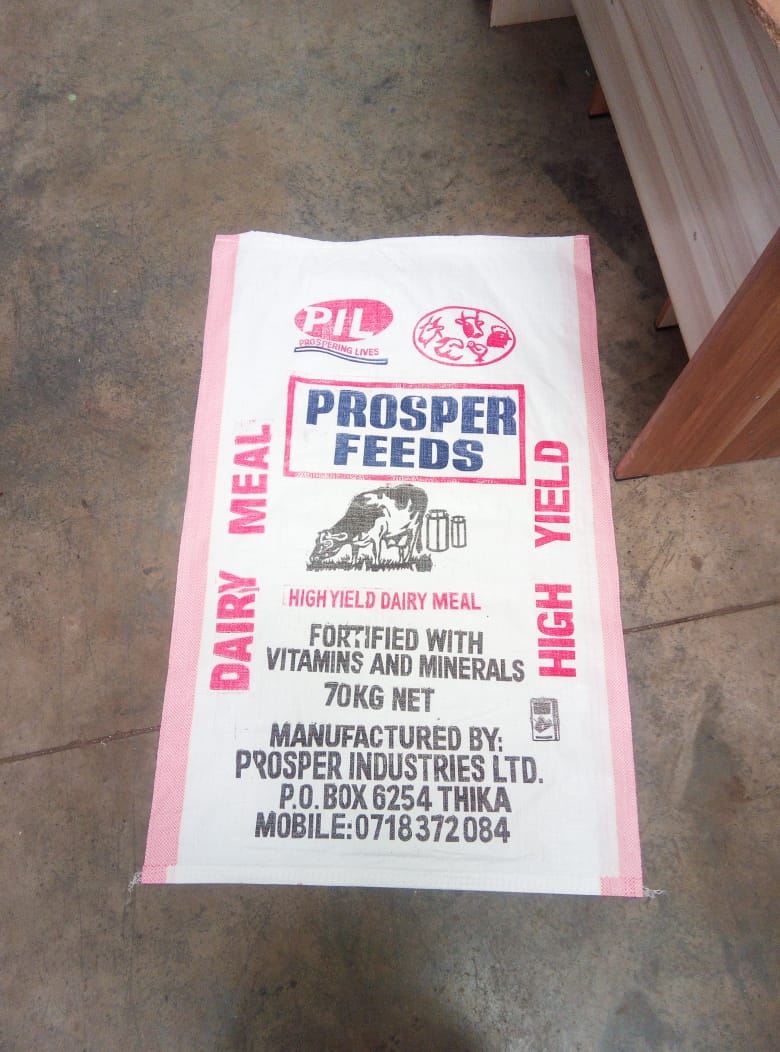 PIL
PROSPERING LIVES
PROSPER
FEEDS
DAIRY MEAL
HIGH YIELD
HIGH YIELD DAIRY MEAL
FORTIFIED WITH
VITAMINS AND MINERALS
70KG NET
MANUFACTURED BY:
PROSPER INDUSTRIES LTD.
P.O. BOX 6254 THIKA
MOBILE:0718372084